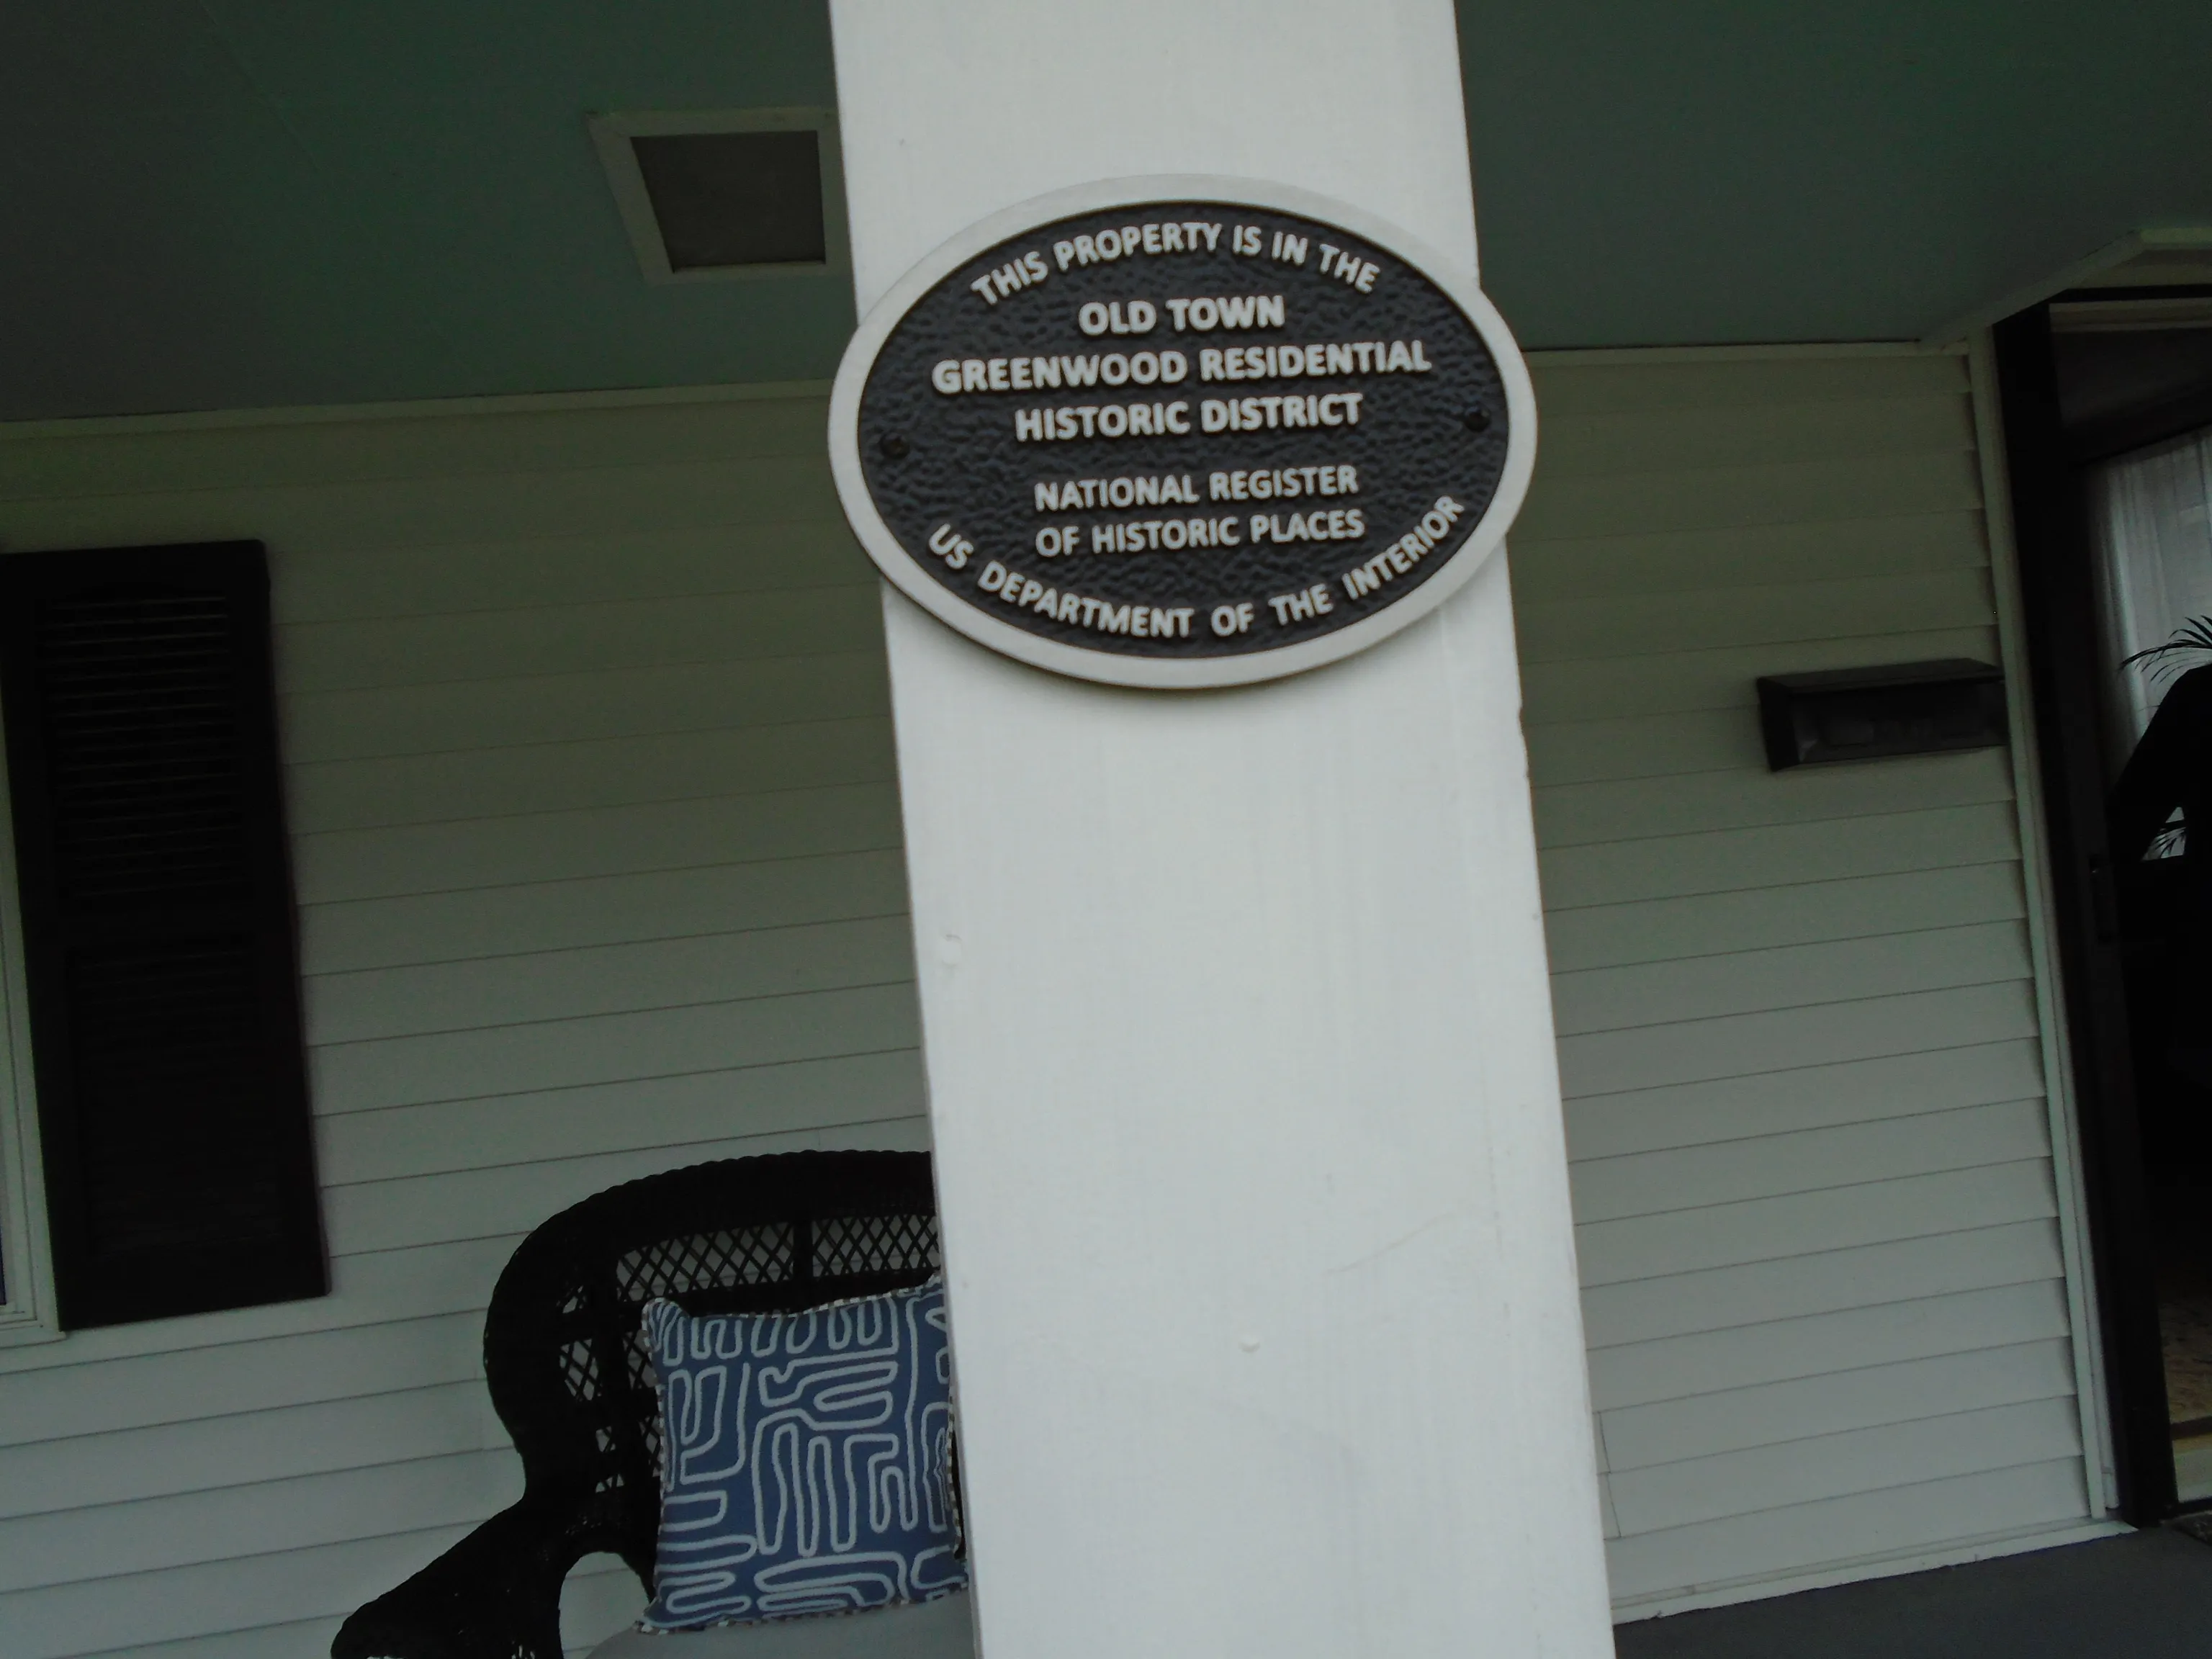 THIS PROPERTY IS IN THE
OLD TOWN
GREENWOOD RESIDENTIAL
HISTORIC DISTRICT
NATIONAL REGISTER
OF HISTORIC PLACES
US DEPARTMENT OF THE INTERIOR